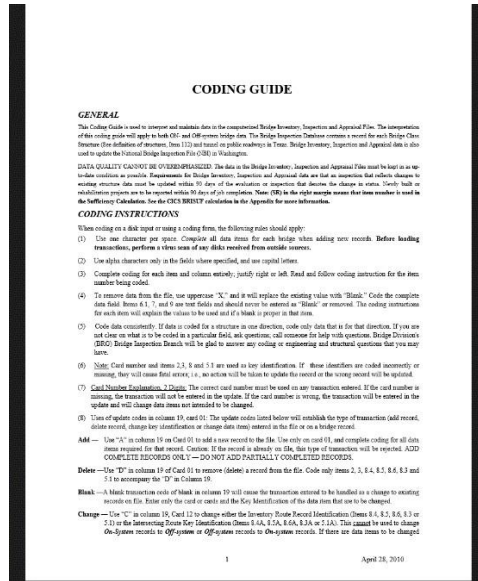 CODING GUIDE
GENERAL
This Coding Guide is used to interpret and maintain data in the computerized Bridge Inventory, Inspection and Appraisal Files. The interpretation
of this coding guide will apply to both ON- and Off-system bridge data. The Bridge Inspection Database contains a record for each Bridge Class
Structure (See definition of structures, Item 112) and tunnel on public roadways in Texas. Bridge Inventory, Inspection and Appraisal data is also
used to update the National Bridge Inspection File (NBI) in Washington.
DATA QUALITY CANNOT BE OVEREMPHASIZED. The data in the Bridge Inventory, Inspection and Appraisal Files must be kept in as up-
to-date condition as possible. Requirements for Bridge Inventory, Inspection and Appraisal data are that an inspection that reflects changes to
existing structure data must be updated within 90 days of the evaluation or inspection that denotes the change in status. Newly built or
rehabilitation projects are to be reported within 90 days of job completion. Note: (SR) in the right margin means that item number is used in
the Sufficiency Calculation. See the CICS BRISUF calculation in the Appendix for more information.
CODING INSTRUCTIONS
When coding on a disk input or using a coding form, the following rules should apply:
(1) Use one character per space. Complete all data items for each bridge when adding new records. Before loading
transactions, perform a virus scan of any disks received from outside sources.
(2) Use alpha characters only in the fields where specified, and use capital letters.
(3) Complete coding for each item and column entirely; justify right or left. Read and follow coding instruction for the item
number being coded.
(4) To remove data from the file, use uppercase "X," and it will replace the existing value with "Blank." Code the complete
data field. Items 6.1, 7, and 9 are text fields and should never be entered as "Blank" or removed. The coding instructions
for each item will explain the values to be used and if a blank is proper in that item.
(5) Code data consistently. If data is coded for a structure in one direction, code only data that is for that direction. If you are
not clear on what is to be coded in a particular field, ask questions; call someone for help with questions. Bridge Division's
(BRG) Bridge Inspection Branch will be glad to answer any coding or engineering and structural questions that you may
have.
(6) Note: Card number and items 2,3, 8 and 5.1 are used as key identification. If these identifiers are coded incorrectly or
missing, they will cause fatal errors; i.e., no action will be taken to update the record or the wrong record will be updated.
(7) Card Number Explanation, 2 Digits: The correct card number must be used on any transaction entered. If the card number is
missing, the transaction will not be entered in the update. If the card number is wrong, the transaction will be entered in the
update and will change data items not intended to be changed.
(8) Uses of update codes in column 19, card 01: The update codes listed below will establish the type of transaction (add record,
delete record, change key identification or change data item) entered in the file or on a bridge record.
Add — Use "A" in column 19 on Card 01 to add a new record to the file. Use only on card 01, and complete coding for all data
items required for that record. Caution: If the record is already on file, this type of transaction will be rejected. ADD
COMPLETE RECORDS ONLY — DO NOT ADD PARTIALLY COMPLETED RECORDS.
Delete — Use "D" in column 19 of Card 01 to remove (delete) a record from the file. Code only items 2, 3, 8.4, 8.5, 8.6, 8.3 and
5.1 to accompany the "D" in Column 19.
Blank — A blank transaction code of blank in column 19 will cause the transaction entered to be handled as a change to existing
records on file. Enter only the card or cards and the Key Identification of the data item that are to be changed.
Change — Use "C" in column 19, Card 12 to change either the Inventory Route Record Identification (Items 8.4, 8.5, 8.6, 8.3 or
5.1) or the Intersecting Route Key Identification (Items 8.4A, 8.5A, 8.6A, 8.3A or 5.1A). This cannot be used to change
On-System records to Off-system or Off-system records to On-system records. If there are data items to be changed
1
April 28, 2010